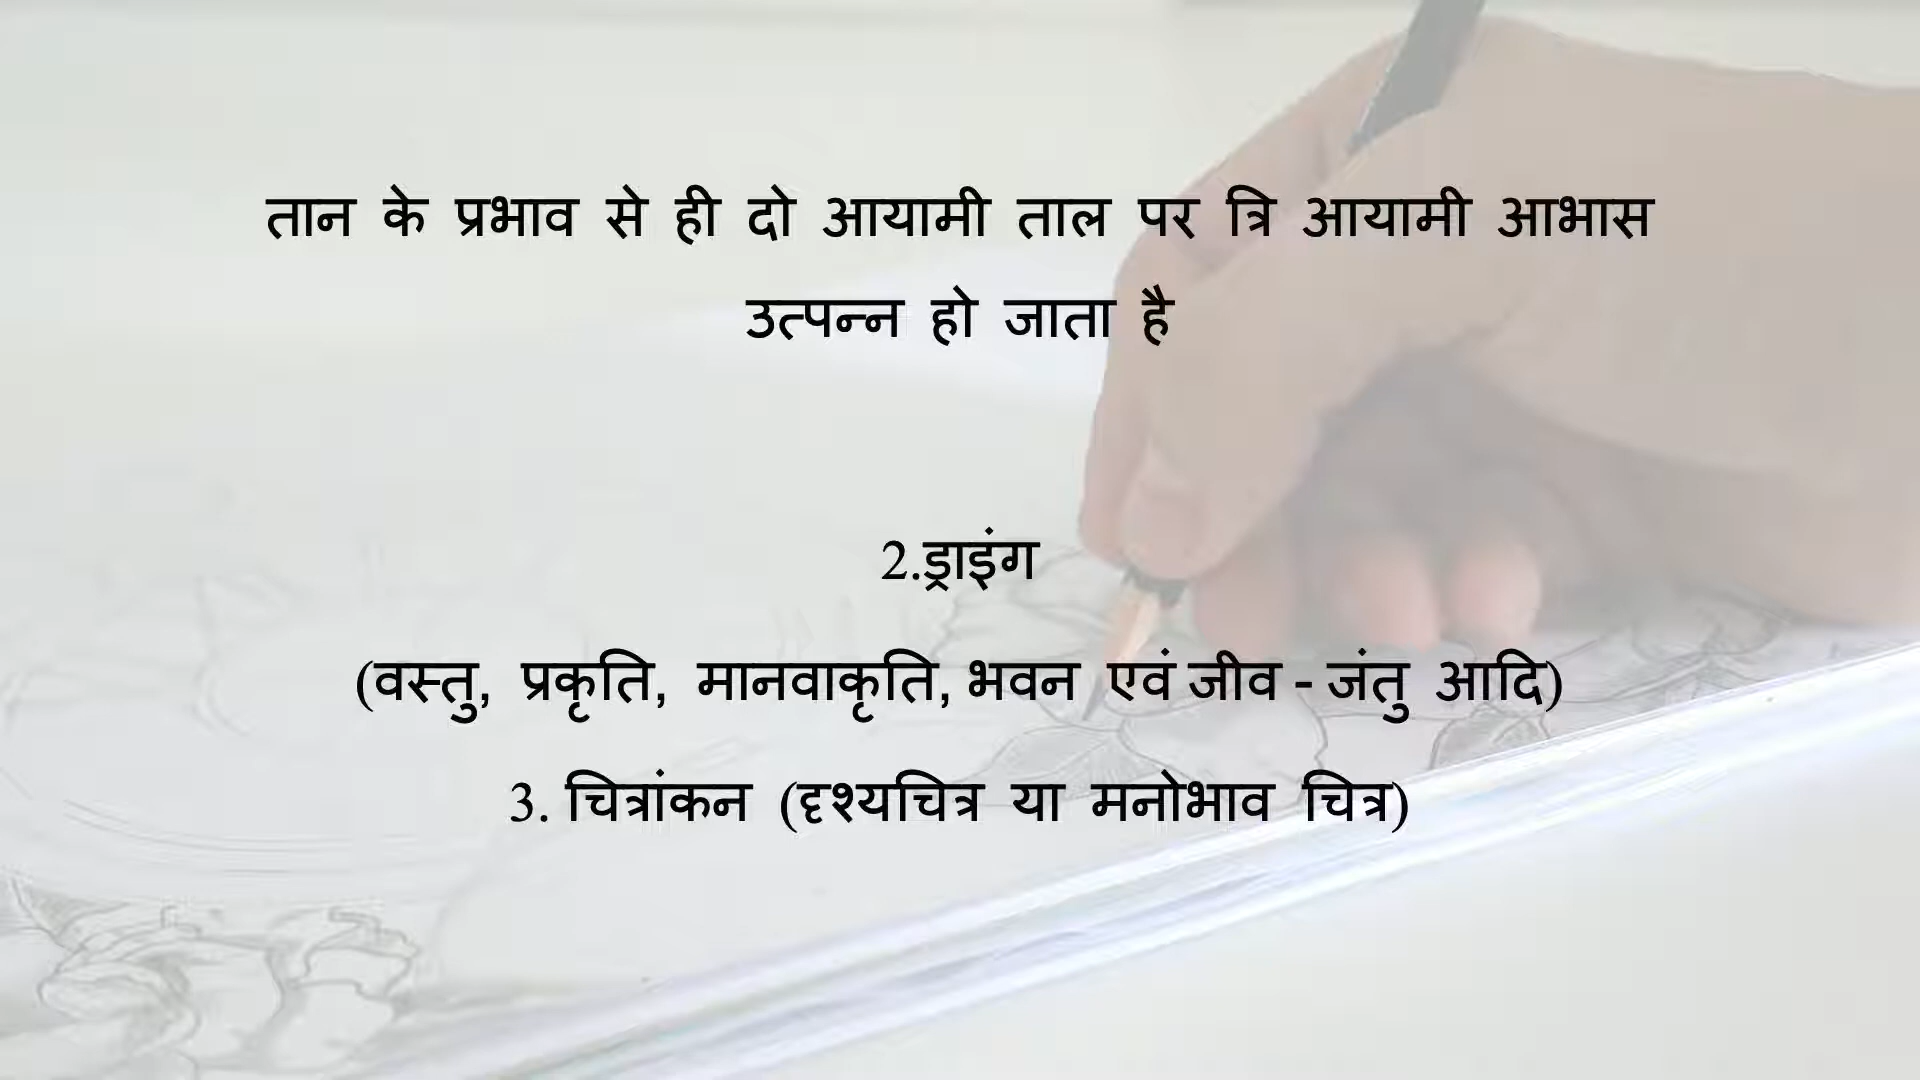 तान के प्रभाव से ही दो आयामी ताल पर त्रि आयामी आभास
उत्पन्न हो जाता है
2.ड्राइंग
(वस्तु, प्रकृति, मानवाकृति, भवन एवं जीव - जंतु आदि)
3. चित्रांकन (दृश्यचित्र या मनोभाव चित्र)